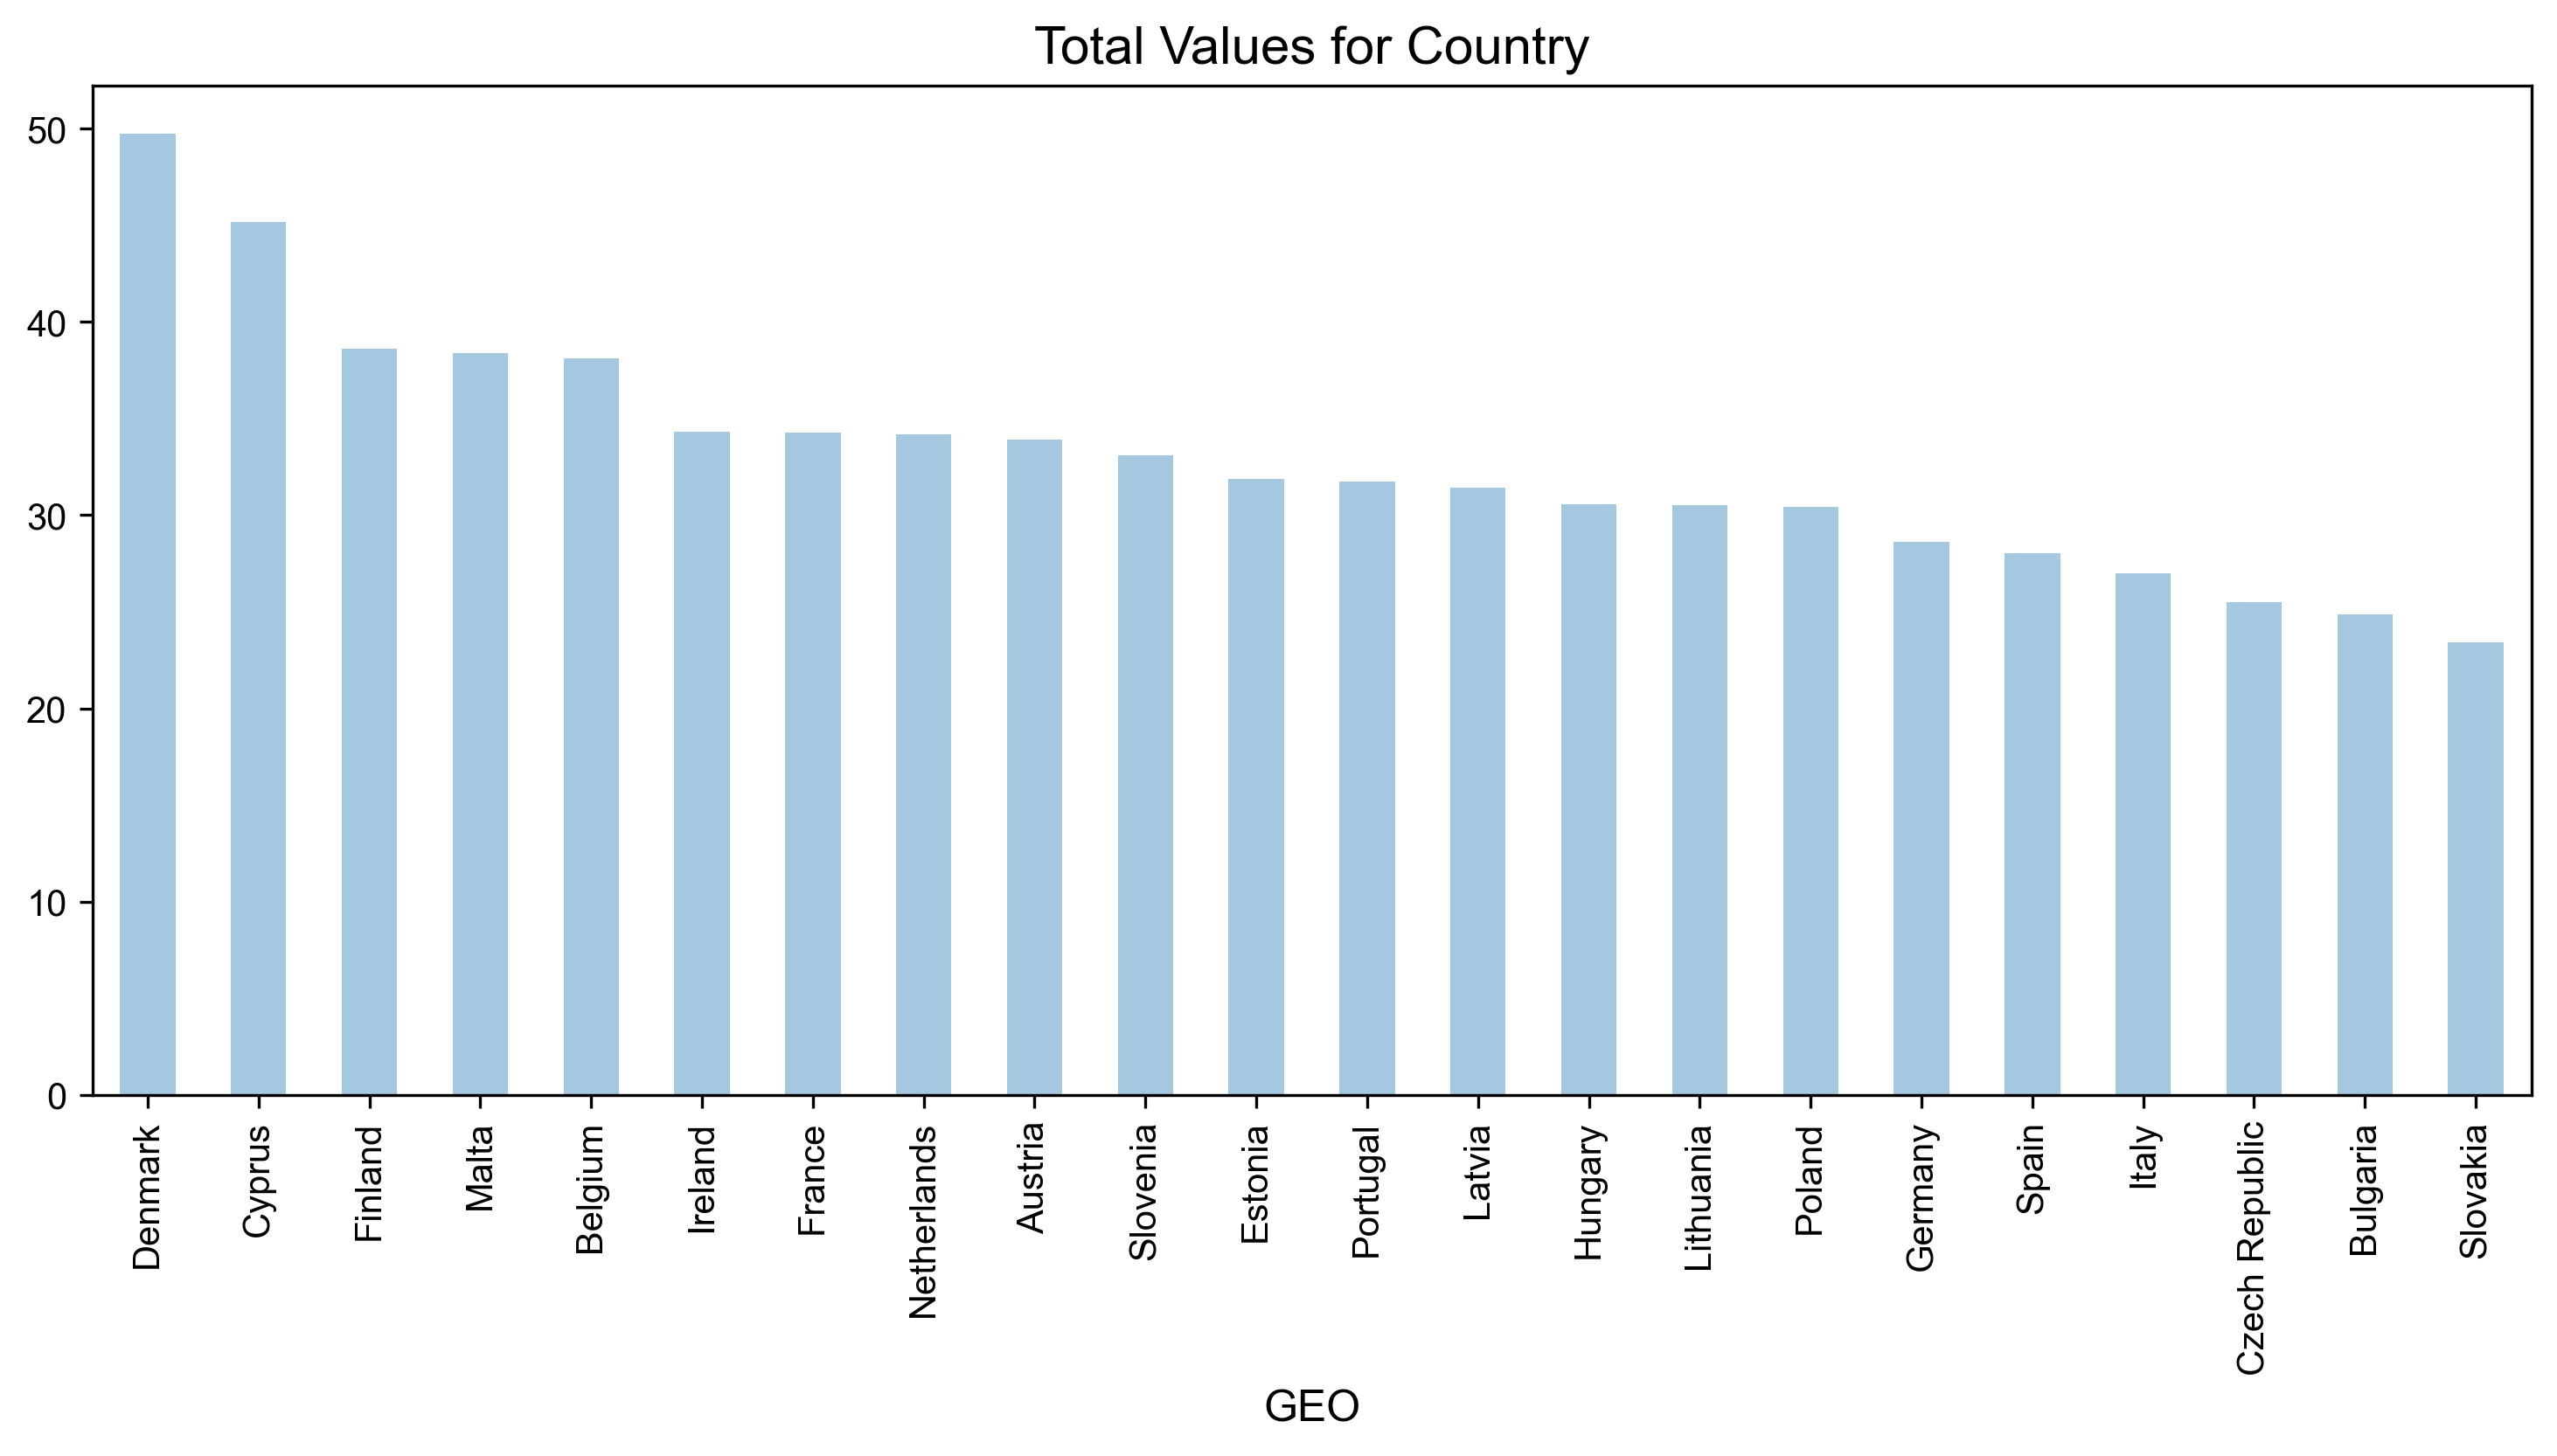 Total Values for Country
50
40
30
20
10
0
Denmark
Cyprus
Finland
Malta
Belgium
Ireland
France
Netherlands
Austria
Slovenia
Estonia
Portugal
Latvia
Hungary
Lithuania
Poland
Germany
Spain
Italy
Czech Republic
Bulgaria
Slovakia
GEO